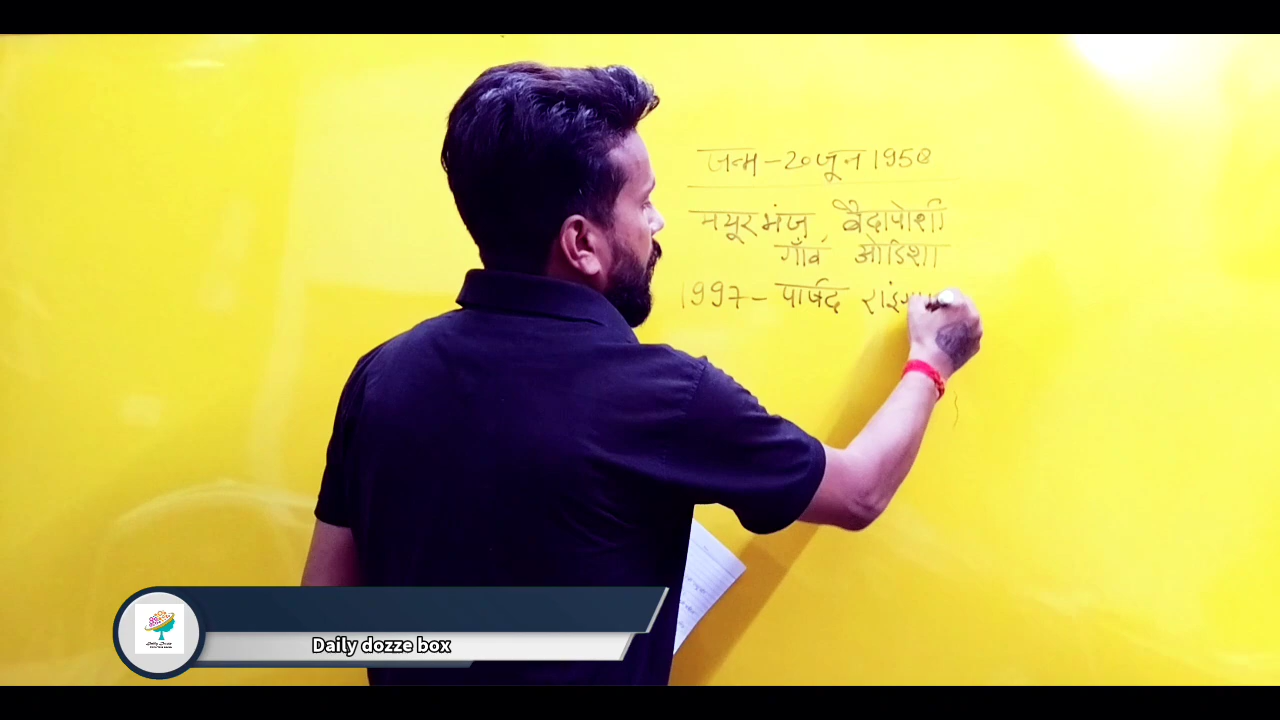 जन्म - 20 जून 1958
मयूरभंज, बैदापोशी
गाँव ओडिशा
1997 - पार्षद
Daily dozze box